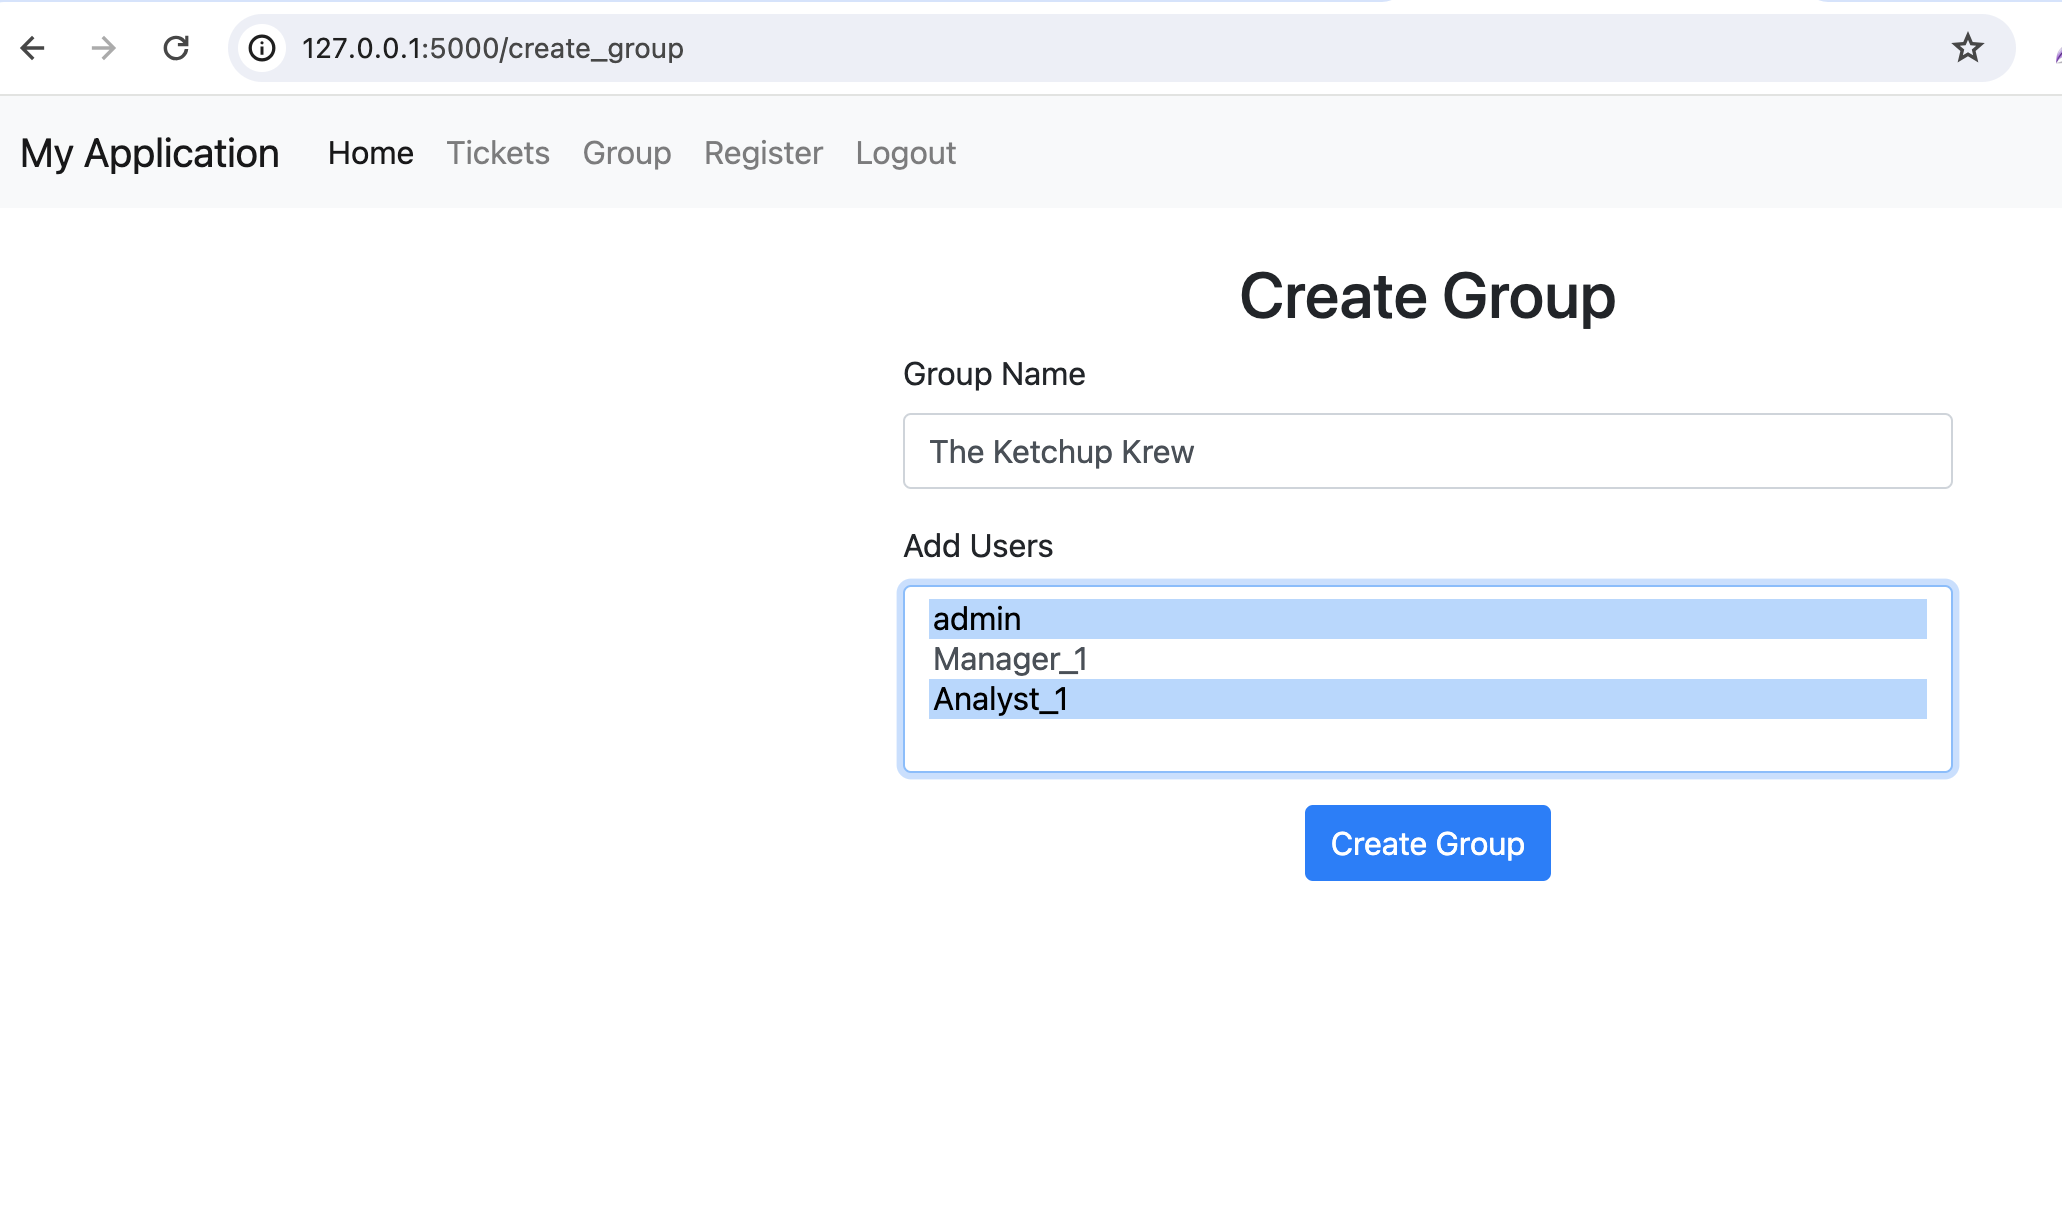 127.0.0.1:5000/create_group
My Application Home Tickets Group Register Logout
Create Group
Group Name
The Ketchup Krew
Add Users
admin
Manager_1
Analyst_1
Create Group